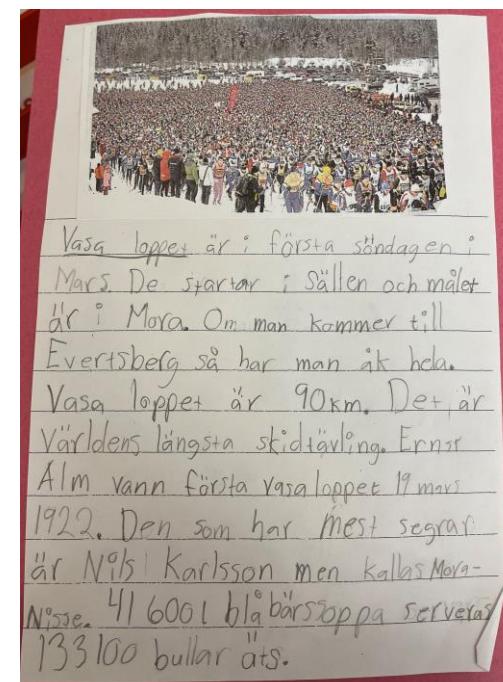 Vasa loppet är i första söndagen i
Mars. De startar i Sällen och målet
är i Mora. Om man kommer till
Evertsberg så har man åk hela.
Vasa loppet är 90km. Det är
världens längsta skidtävling. Ernst
Alm vann första vasaloppet 19 mars
1922. Den som har mest segrar
är Nils Karlsson men kallas Mora-
Nisse. 41 600 l blåbärssoppa serveras
133100 bullar äts.